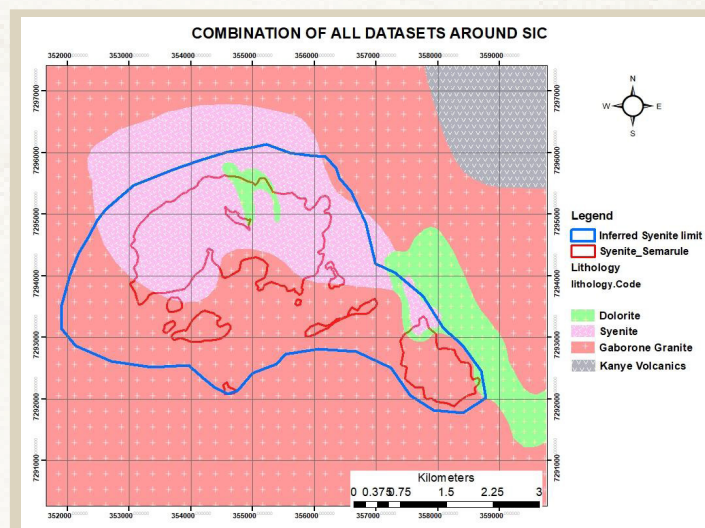 COMBINATION OF ALL DATASETS AROUND SIC
352000 353000 354000 355000 356000 357000 358000 359000
7297000 7297000
7296000 7296000
7295000 7295000
7294000 7294000
7293000 7293000
7292000 7292000
7291000 7291000
352000 353000 354000 355000 356000 357000 358000 359000
N
W E
S
Legend
Inferred Syenite limit
Syenite_Semarule
Lithology
lithology.Code
Dolorite
Syenite
Gaborone Granite
Kanye Volcanics
Kilometers
0 0.375 0.75 1.5 2.25 3